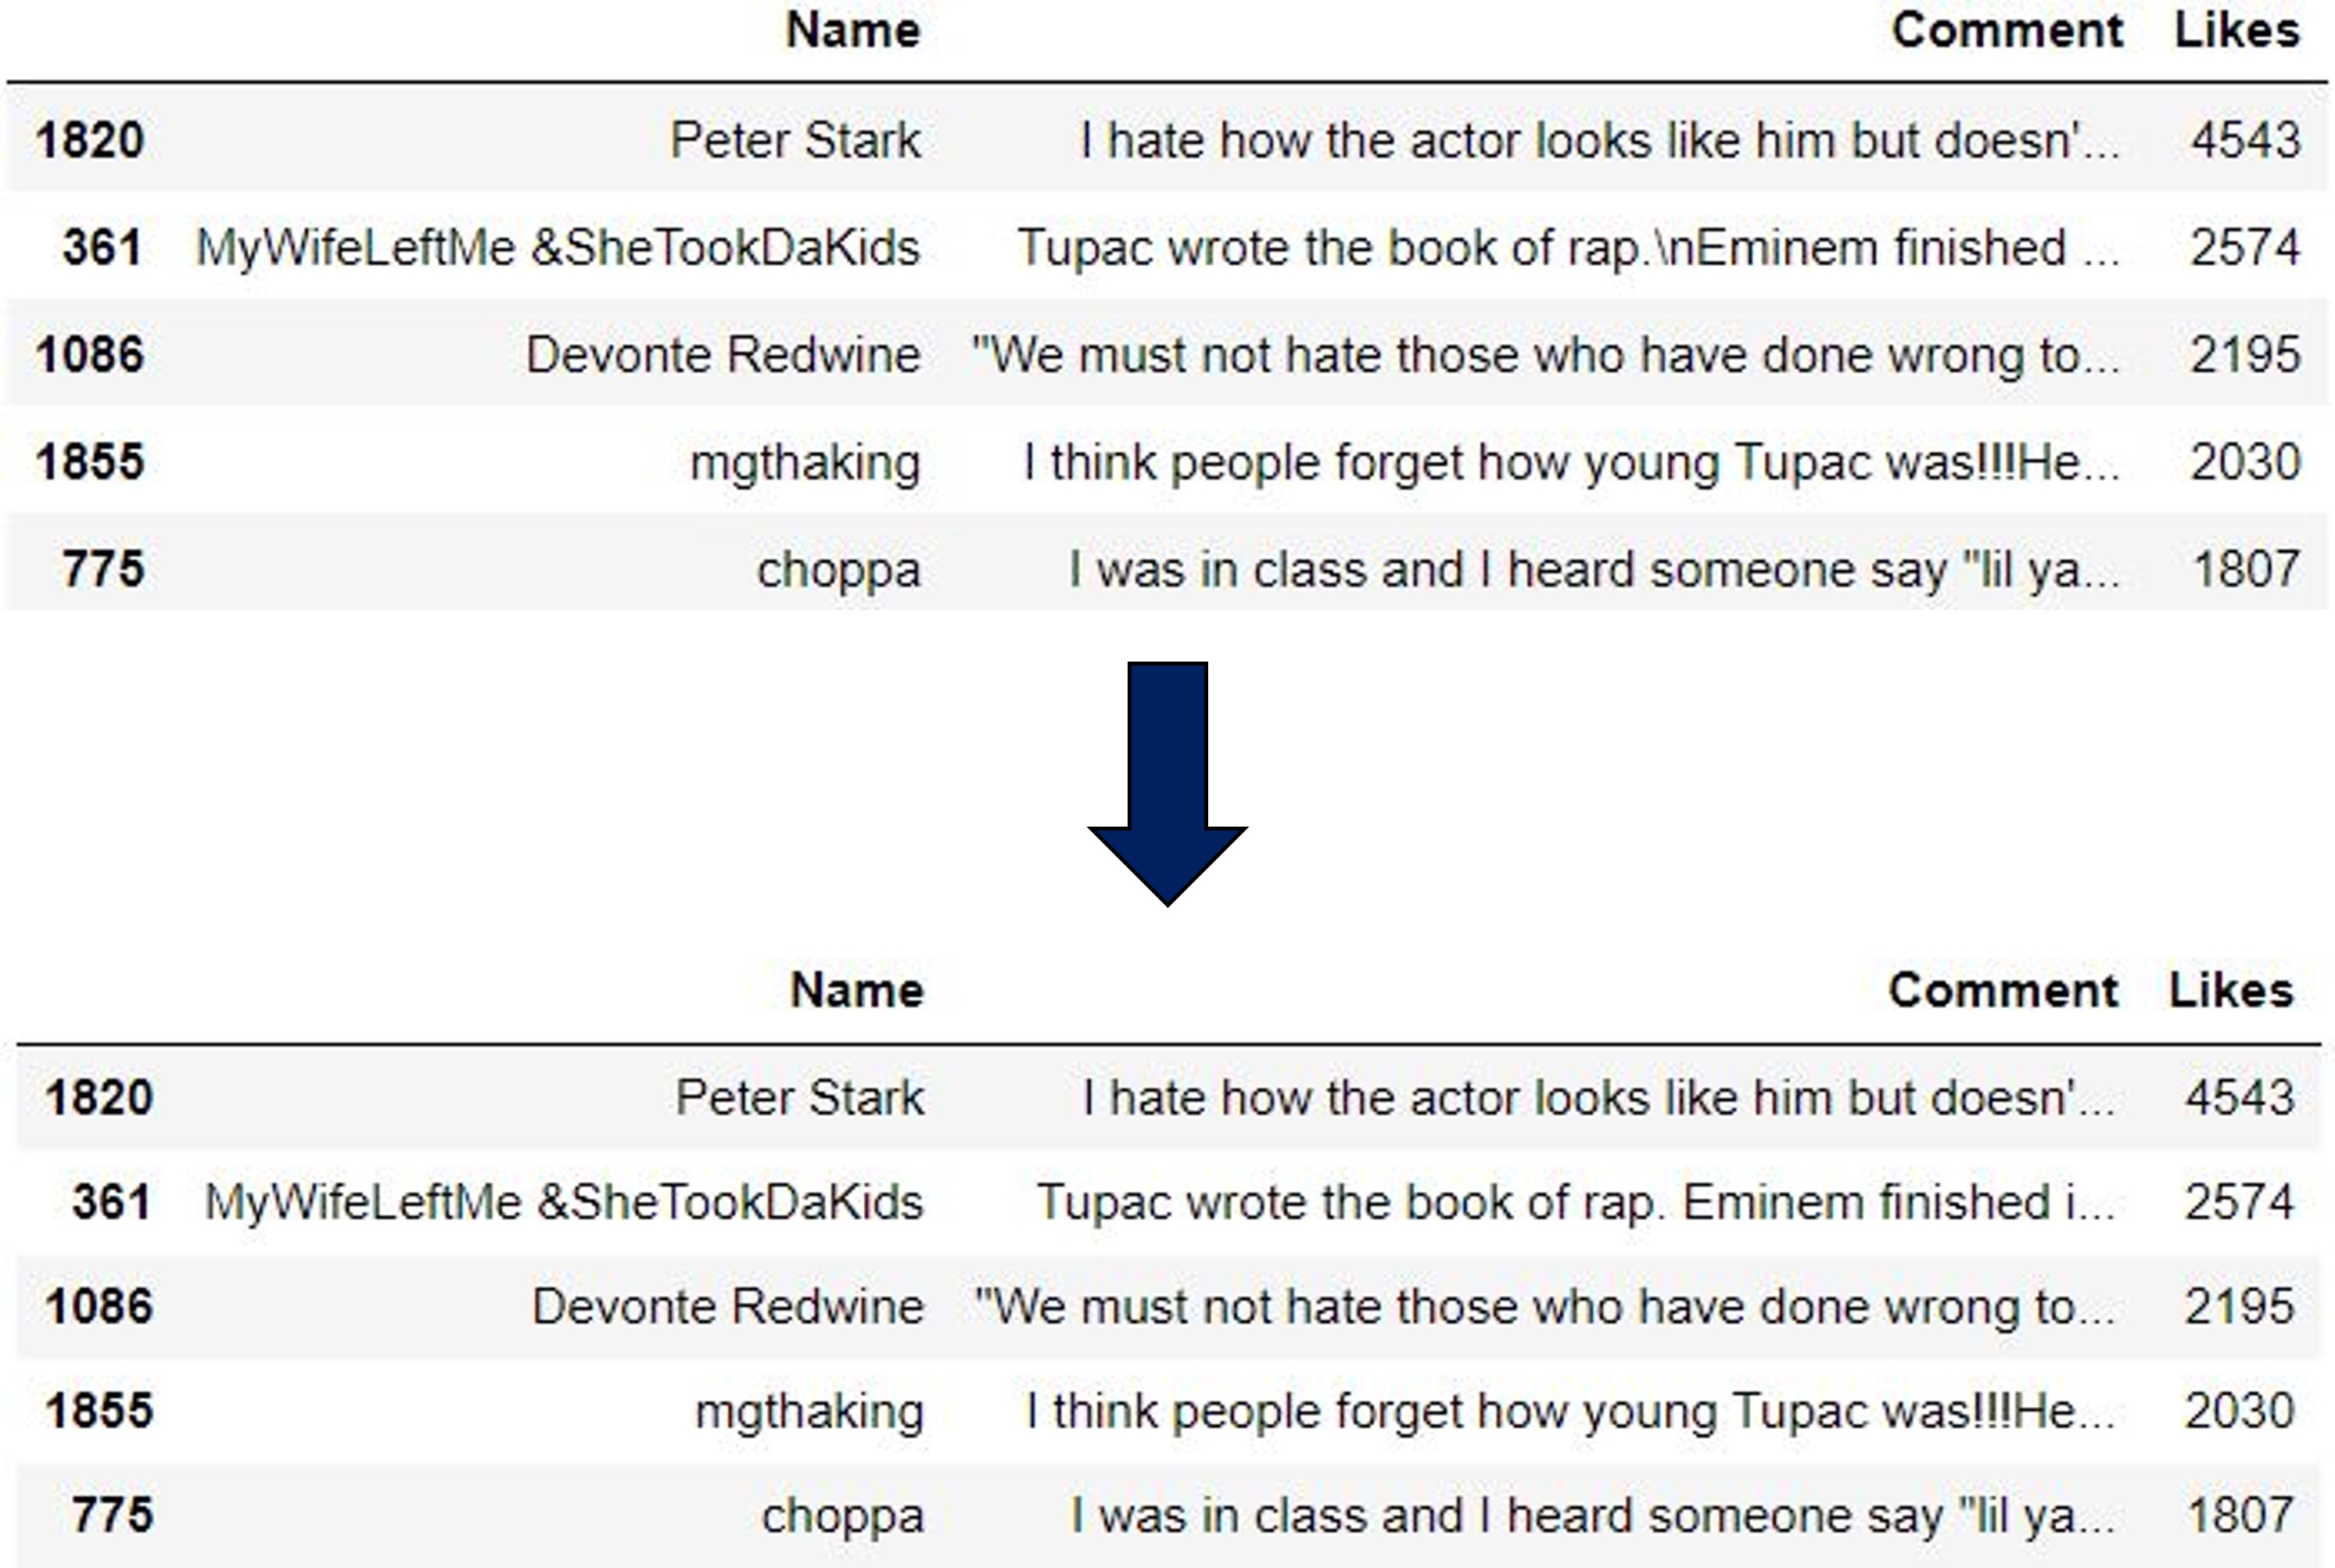 Name Comment Likes
1820 Peter Stark I hate how the actor looks like him but doesn'... 4543
361 MyWifeLeftMe &SheTookDaKids Tupac wrote the book of rap.\nEminem finished ... 2574
1086 Devonte Redwine "We must not hate those who have done wrong to... 2195
1855 mgthaking I think people forget how young Tupac was!!!He... 2030
775 choppa I was in class and I heard someone say "lil ya... 1807
Name Comment Likes
1820 Peter Stark I hate how the actor looks like him but doesn'... 4543
361 MyWifeLeftMe &SheTookDaKids Tupac wrote the book of rap. Eminem finished i... 2574
1086 Devonte Redwine "We must not hate those who have done wrong to... 2195
1855 mgthaking I think people forget how young Tupac was!!!He... 2030
775 choppa I was in class and I heard someone say "lil ya... 1807